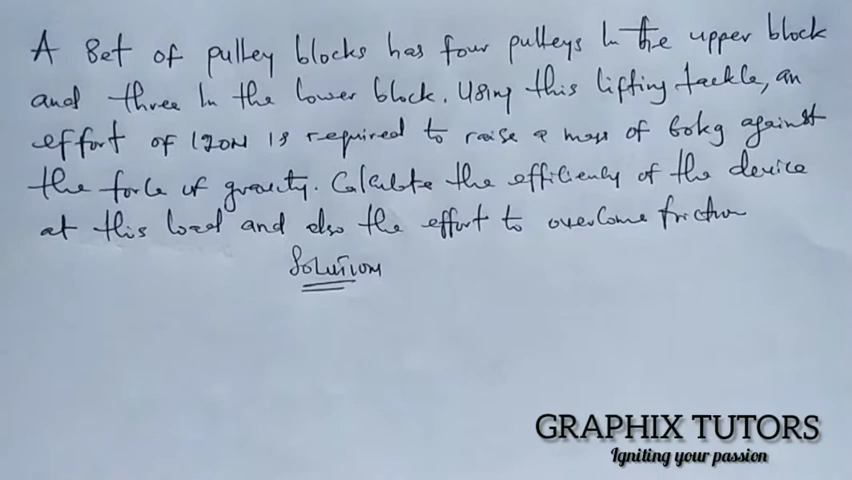 A set of pulley blocks has four pulleys in the upper block
and three in the lower block. Using this lifting tackle, an
effort of 120N is required to raise a mass of 60kg against
the force of gravity. Calculate the efficiency of the device
at this load and also the effort to overcome friction
Solution
GRAPHIX TUTORS
Igniting your passion